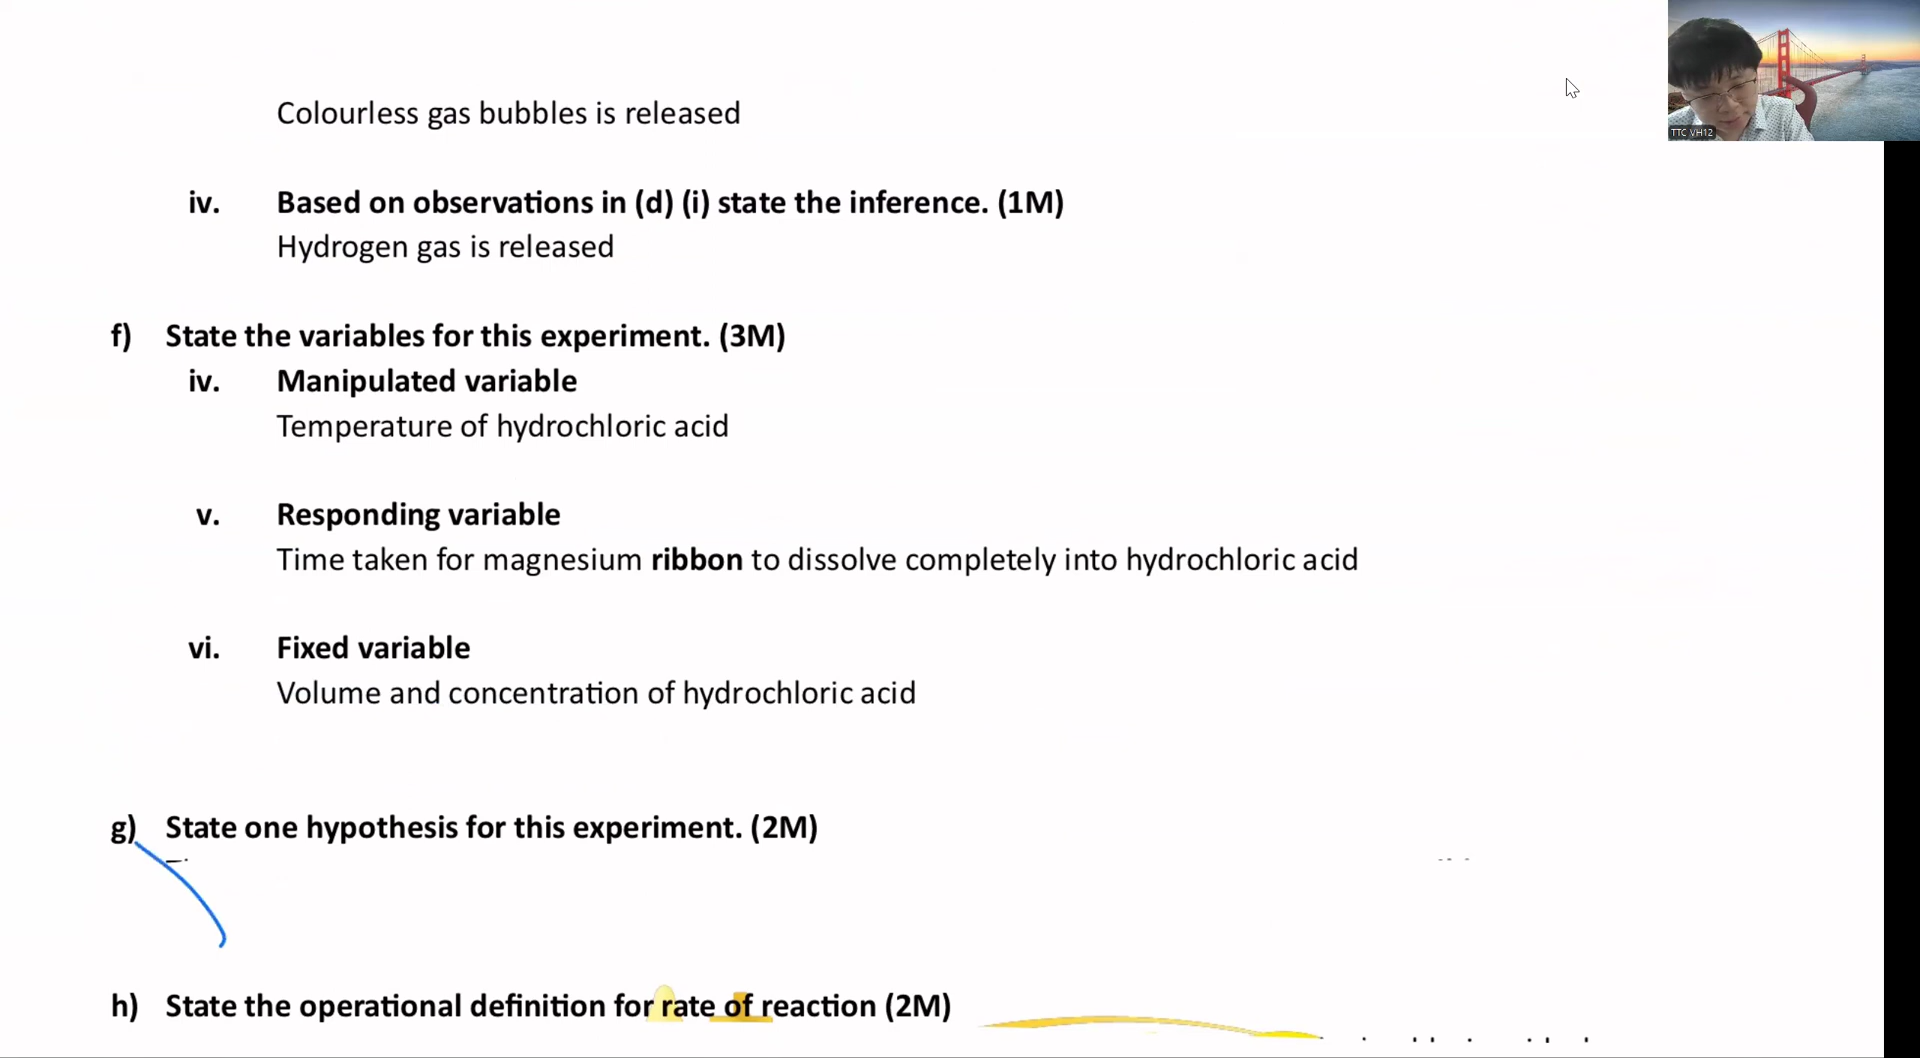 TTC VH12
Colourless gas bubbles is released
iv. Based on observations in (d) (i) state the inference. (1M)
Hydrogen gas is released
f) State the variables for this experiment. (3M)
iv. Manipulated variable
Temperature of hydrochloric acid
v. Responding variable
Time taken for magnesium ribbon to dissolve completely into hydrochloric acid
vi. Fixed variable
Volume and concentration of hydrochloric acid
g) State one hypothesis for this experiment. (2M)
h) State the operational definition for rate of reaction (2M)